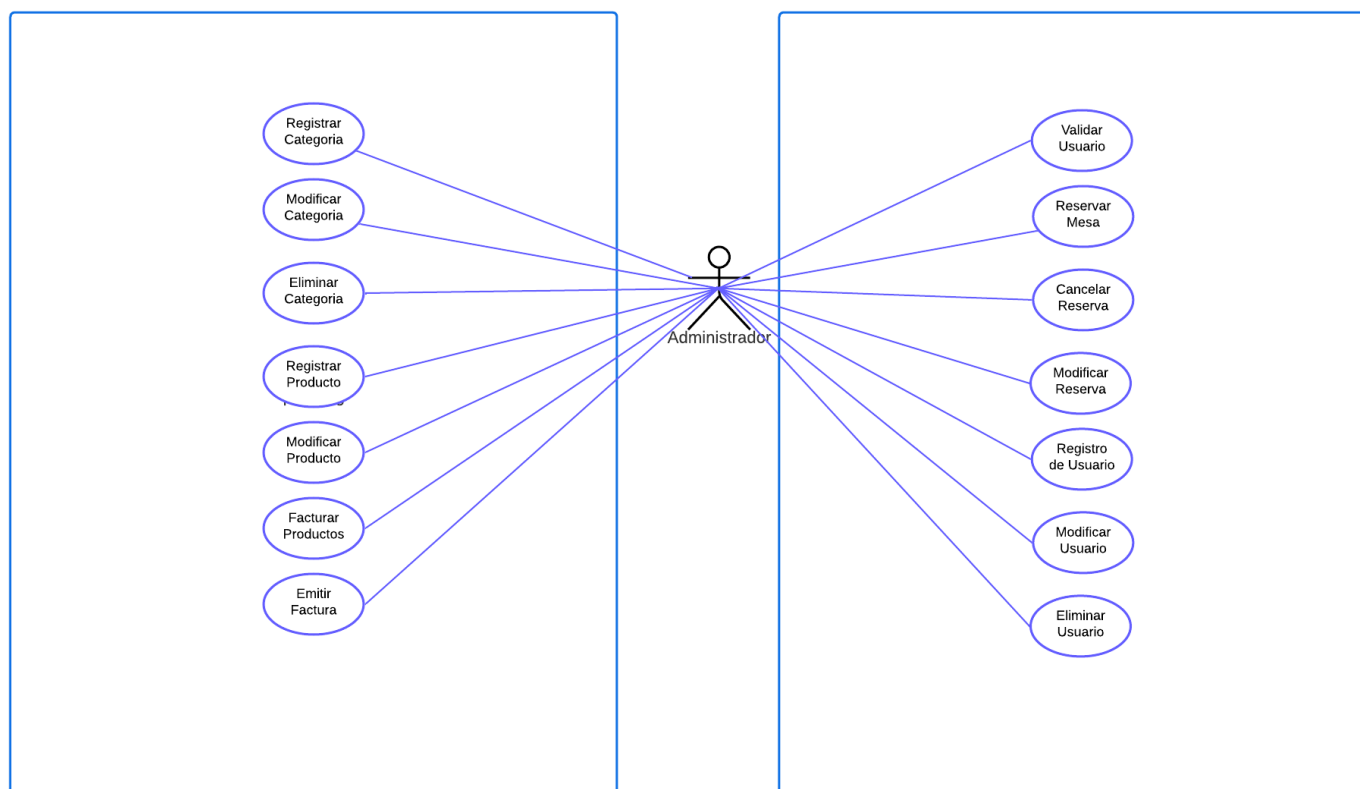 Registrar
Categoria
Modificar
Categoria
Eliminar
Categoria
Registrar
Producto
Modificar
Producto
Facturar
Productos
Emitir
Factura
Administrador
Validar
Usuario
Reservar
Mesa
Cancelar
Reserva
Modificar
Reserva
Registro
de Usuario
Modificar
Usuario
Eliminar
Usuario